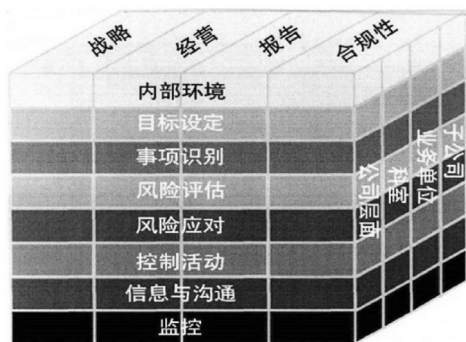 战略 经营 报告 合规性
内部环境
目标设定
事项识别
风险评估
风险应对
控制活动
信息与沟通
监控
公司层面
科室
业务单位
子公司